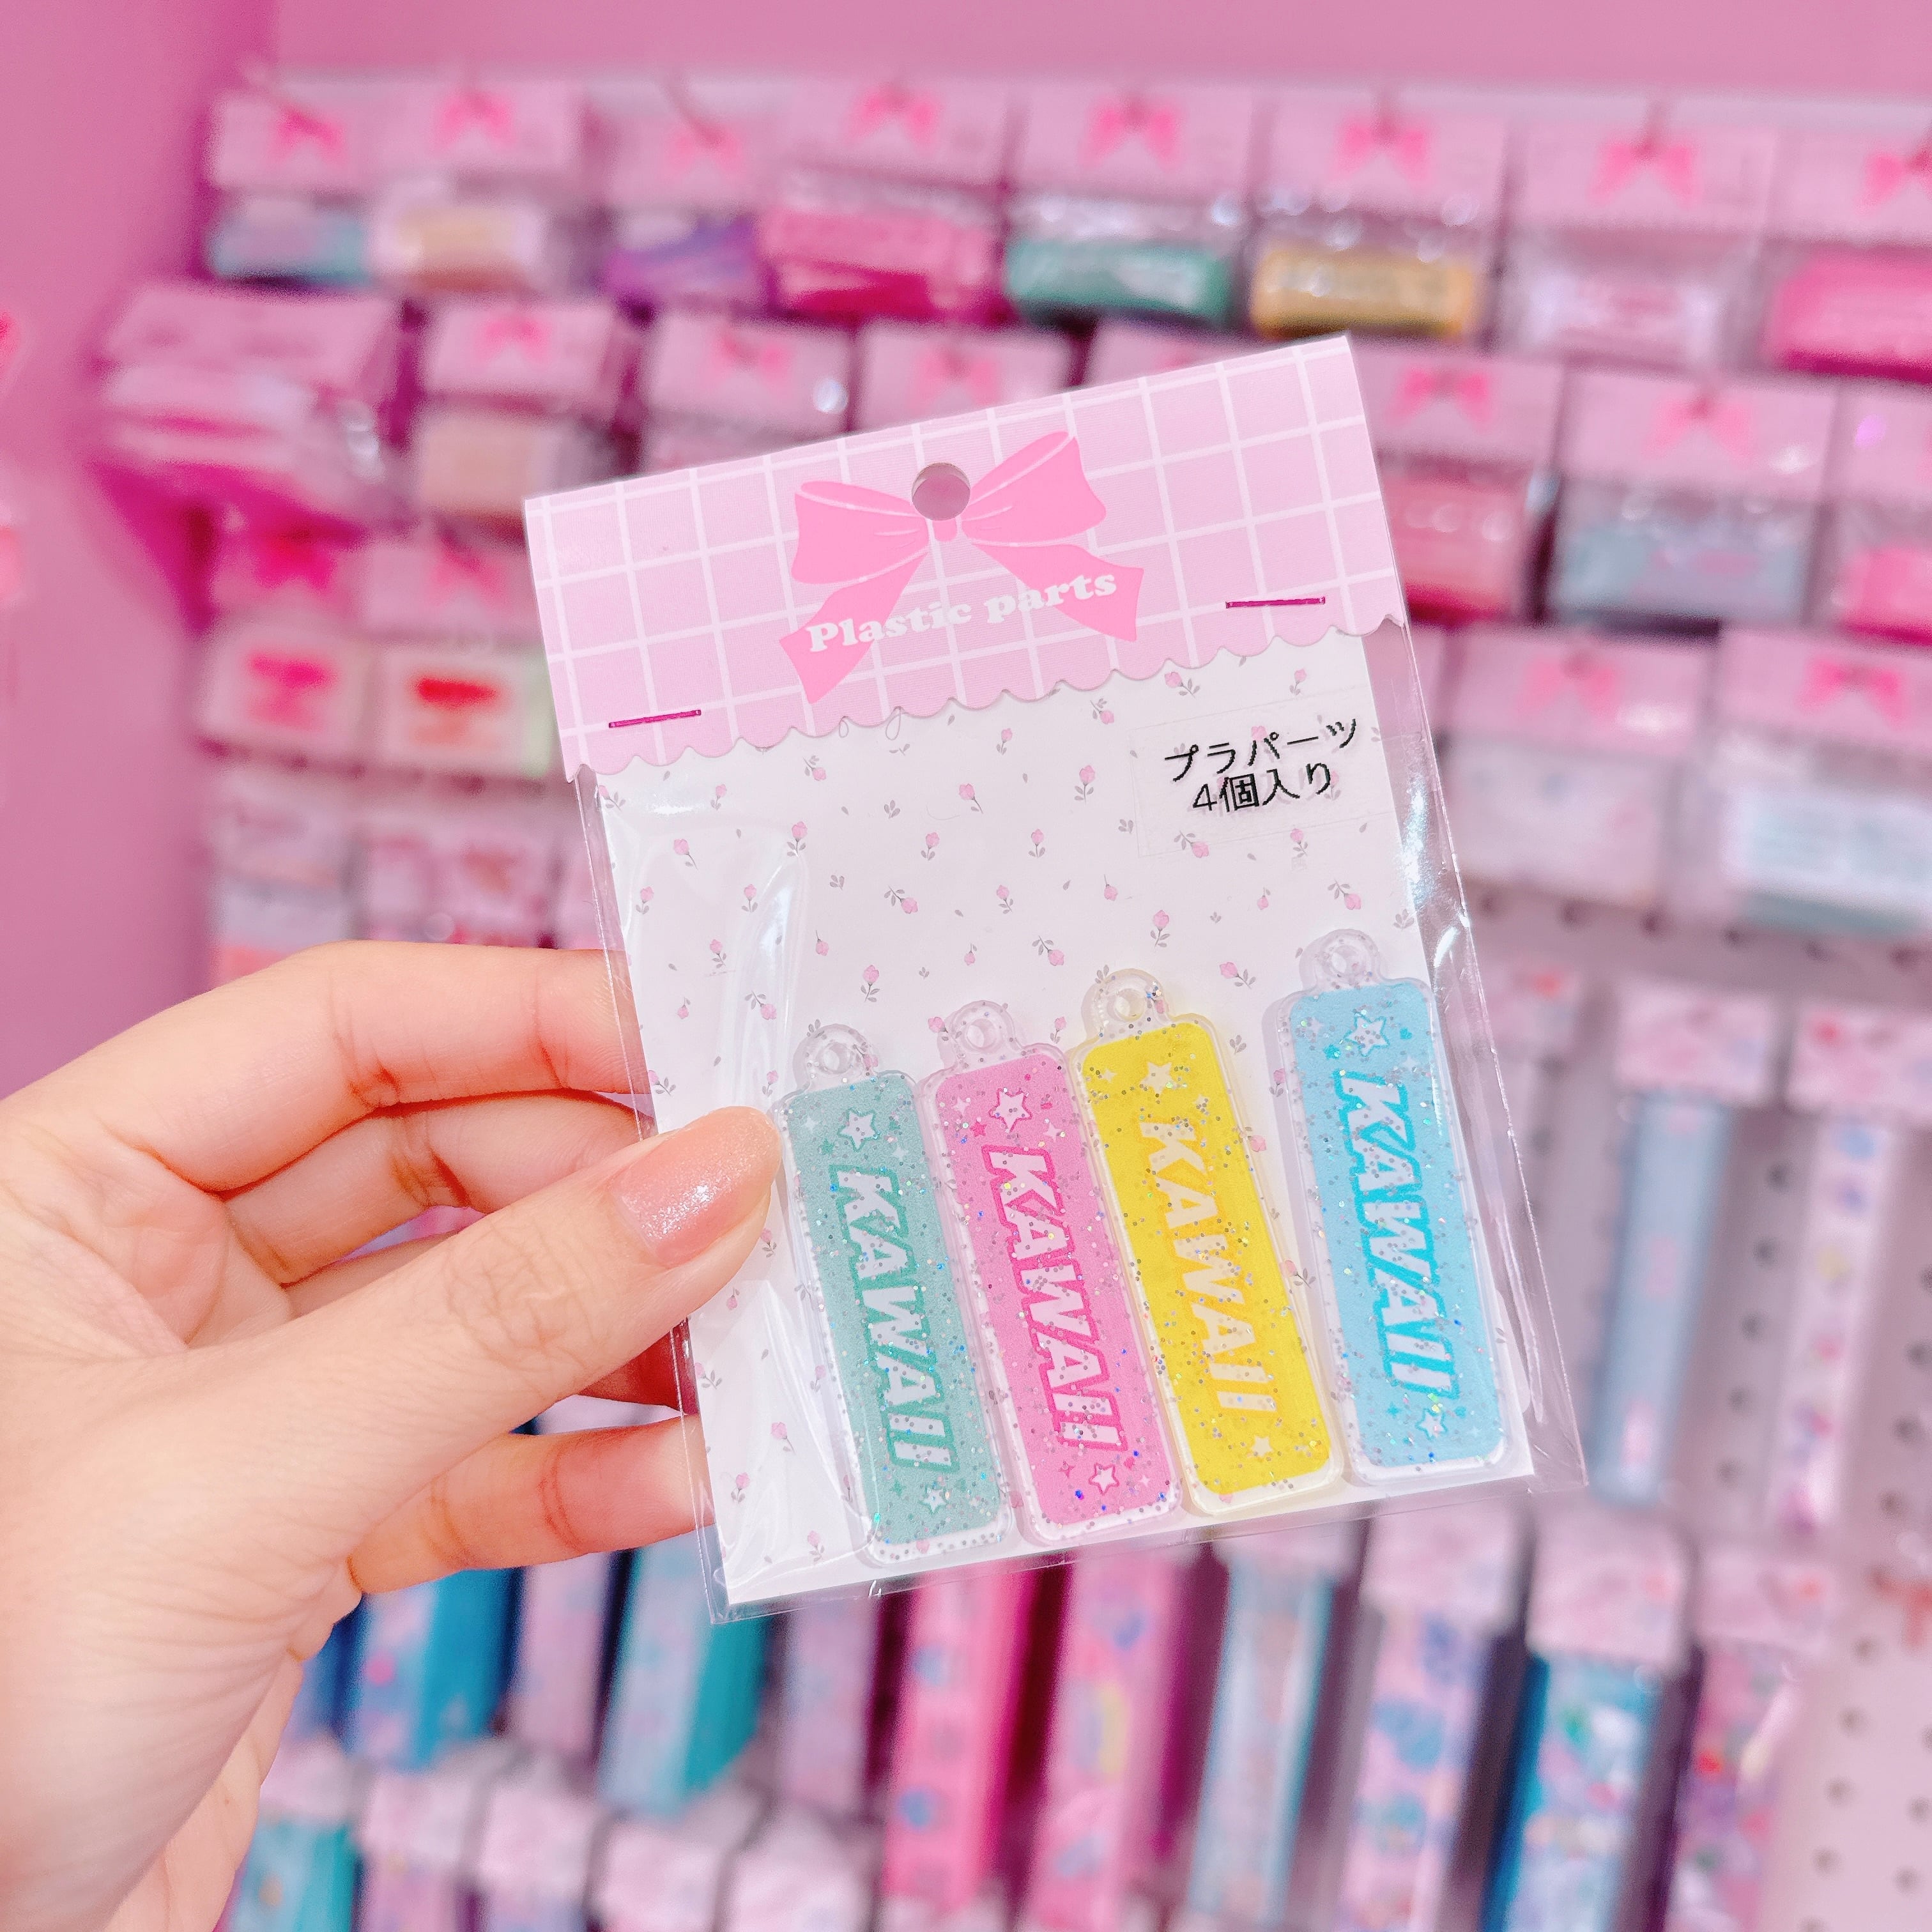 Plastic parts
プラパーツ
4個入り
KAWAII
KAWAII
KAWAII
KAWAII